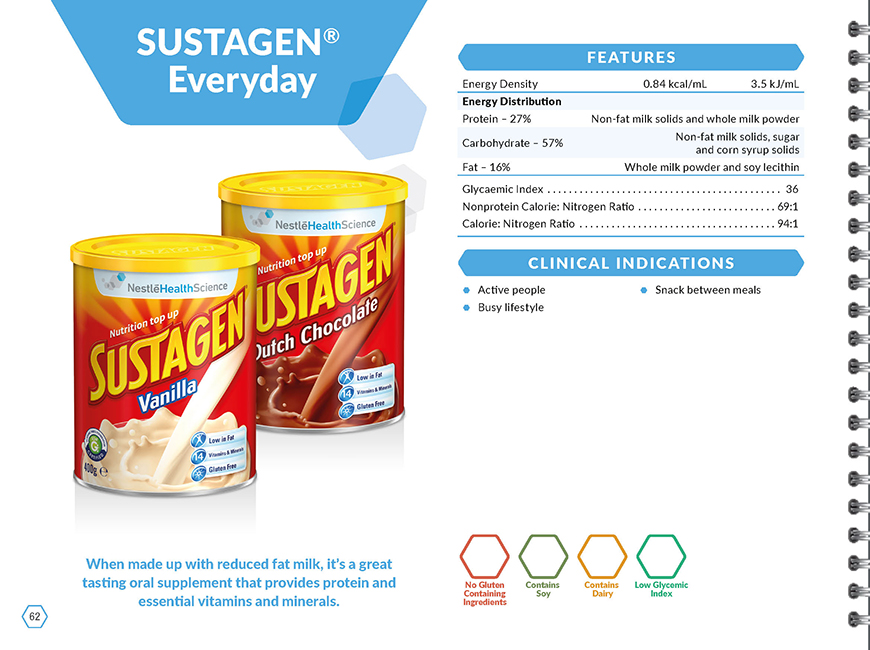 SUSTAGEN®
Everyday
NestléHealthScience
Nutrition top up
SUSTAGEN
Vanilla
Low in Fat
14 Vitamins & Minerals
Gluten Free
400g ℮
NestléHealthScience
Nutrition top up
USTAGEN
Dutch Chocolate
Low in Fat
14 Vitamins & Minerals
Gluten Free
When made up with reduced fat milk, it's a great
tasting oral supplement that provides protein and
essential vitamins and minerals.
62
FEATURES
Energy Density 0.84 kcal/mL 3.5 kJ/mL
Energy Distribution
Protein – 27% Non-fat milk solids and whole milk powder
Carbohydrate – 57% Non-fat milk solids, sugar
and corn syrup solids
Fat – 16% Whole milk powder and soy lecithin
Glycaemic Index . . . . . . . . . . . . . . . . . . . . . . . . . . . . . . . . . . . . . . . . . 36
Nonprotein Calorie: Nitrogen Ratio . . . . . . . . . . . . . . . . . . . . . . . . 69:1
Calorie: Nitrogen Ratio . . . . . . . . . . . . . . . . . . . . . . . . . . . . . . . . . . 94:1
CLINICAL INDICATIONS
Active people
Busy lifestyle
Snack between meals
No Gluten
Containing
Ingredients
Contains
Soy
Contains
Dairy
Low Glycemic
Index